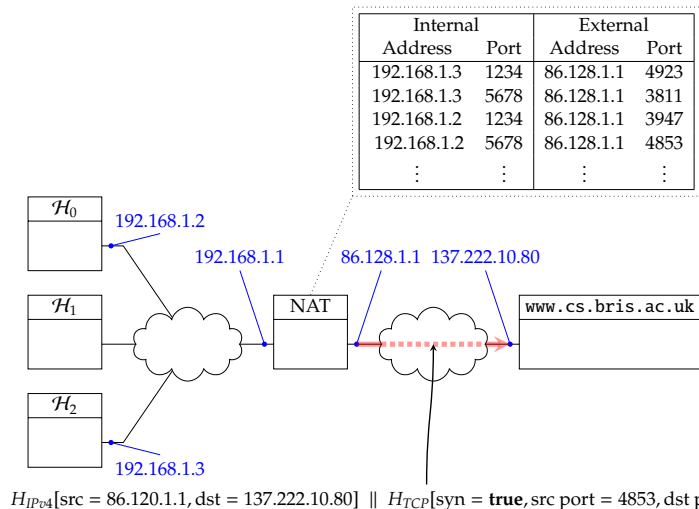 Internal External
Address Port Address Port
192.168.1.3 1234 86.128.1.1 4923
192.168.1.3 5678 86.128.1.1 3811
192.168.1.2 1234 86.128.1.1 3947
192.168.1.2 5678 86.128.1.1 4853
⋮ ⋮ ⋮ ⋮
H0
192.168.1.2
192.168.1.1 86.128.1.1 137.222.10.80
H1 NAT www.cs.bris.ac.uk
H2
192.168.1.3
HIPv4[src = 86.120.1.1, dst = 137.222.10.80] || HTCP[syn = true, src port = 4853, dst p